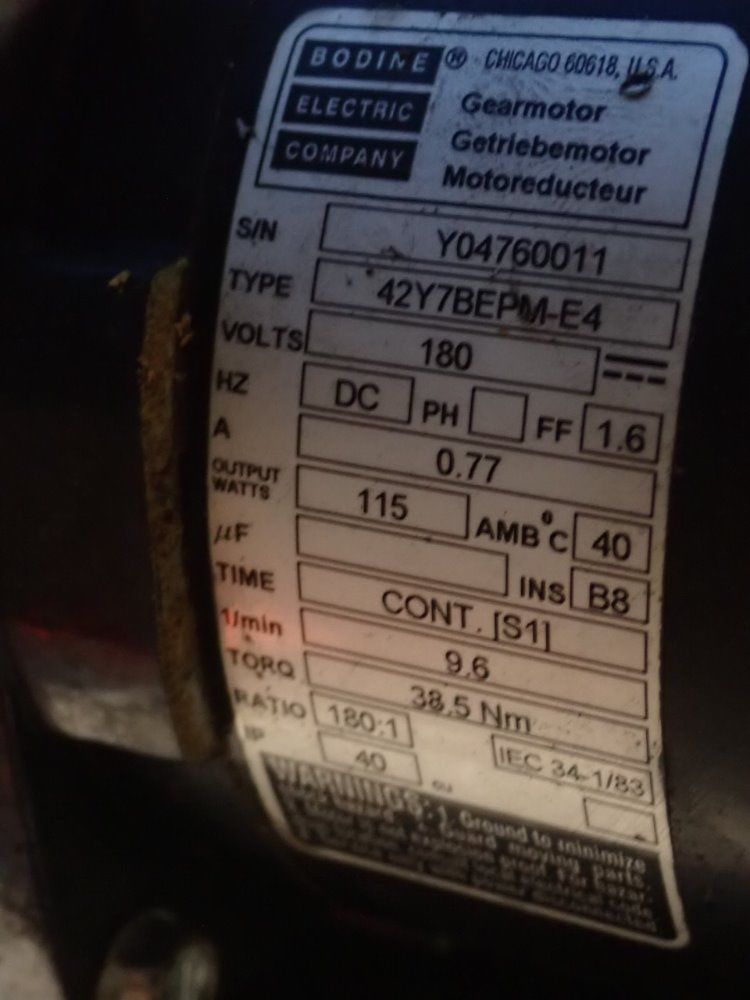 BODINE ® CHICAGO 60618, U.S.A.
ELECTRIC Gearmotor
COMPANY Getriebemotor
Motoreducteur
S/N Y04760011
TYPE 42Y7BEPM-E4
VOLTS 180
HZ DC PH FF 1.6
A 0.77
OUTPUT WATTS 115 AMB °C 40
µF INS B8
TIME CONT. [S1]
1/min 9.6
TORQ 38.5 Nm
RATIO 180:1 IEC 34-1/83
IP 40
WARNINGS: 1. Ground to minimize
Guard moving parts.